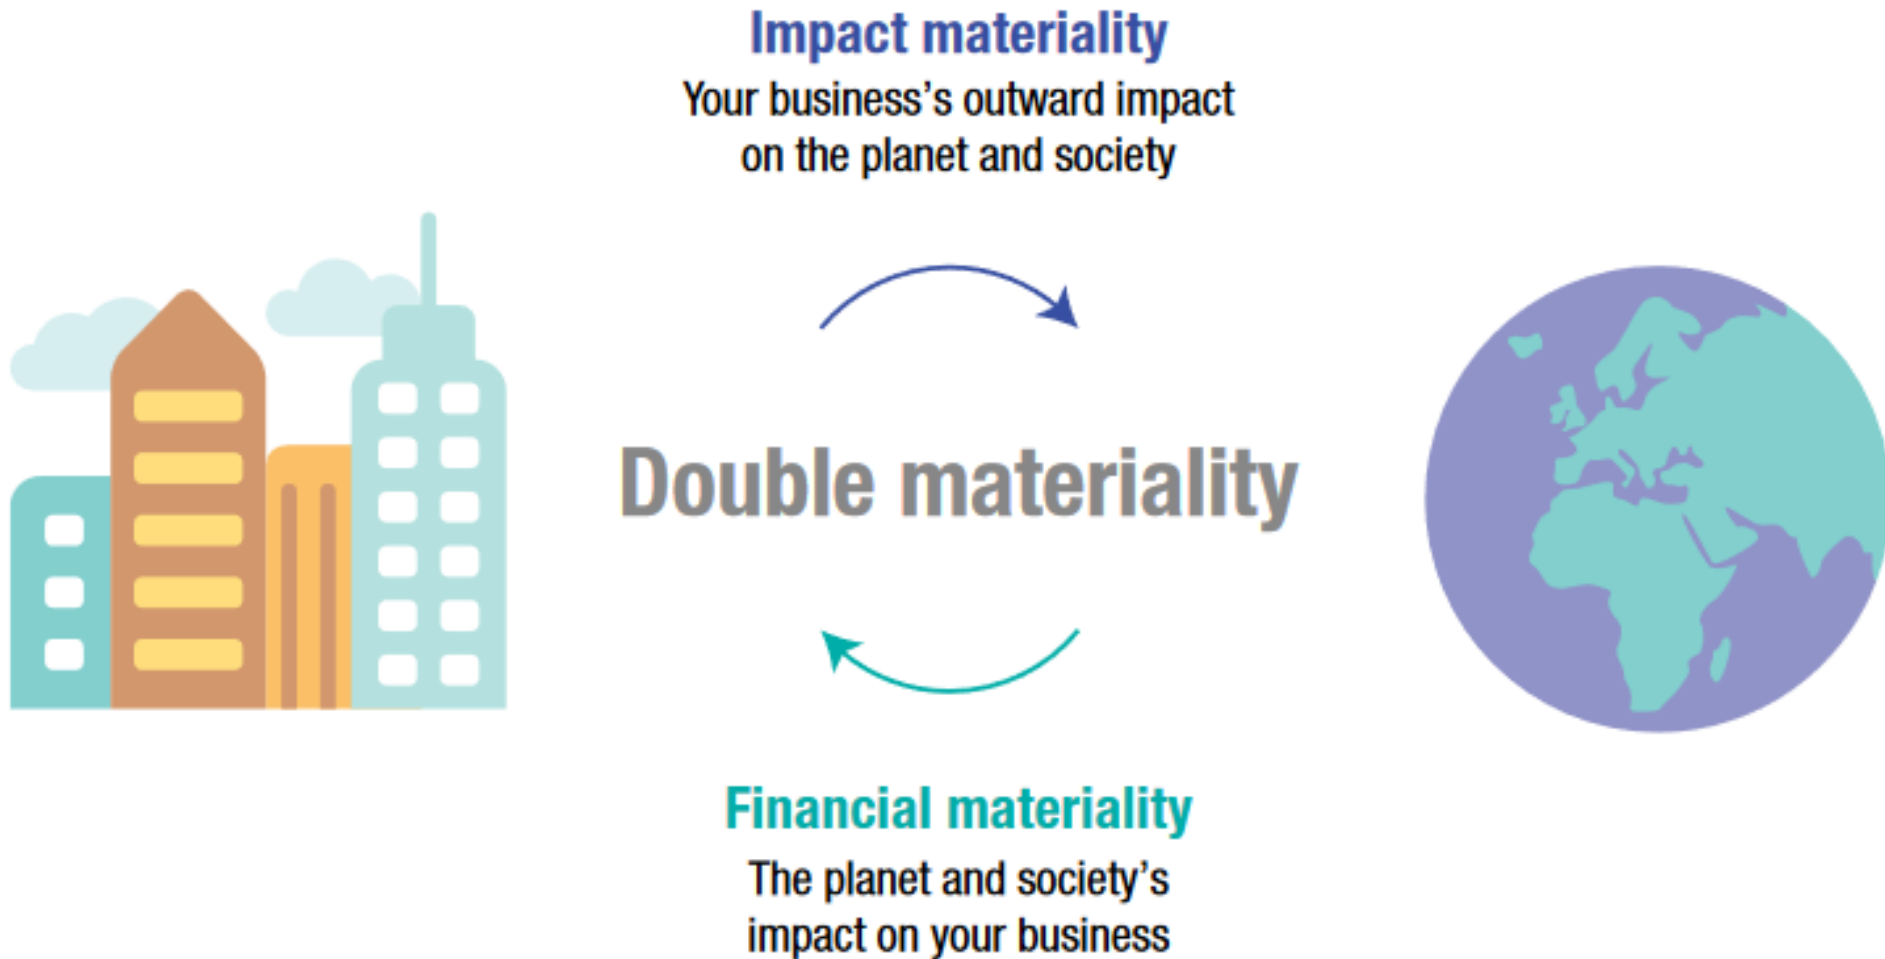 Impact materiality
Your business’s outward impact
on the planet and society
Double materiality
Financial materiality
The planet and society’s
impact on your business